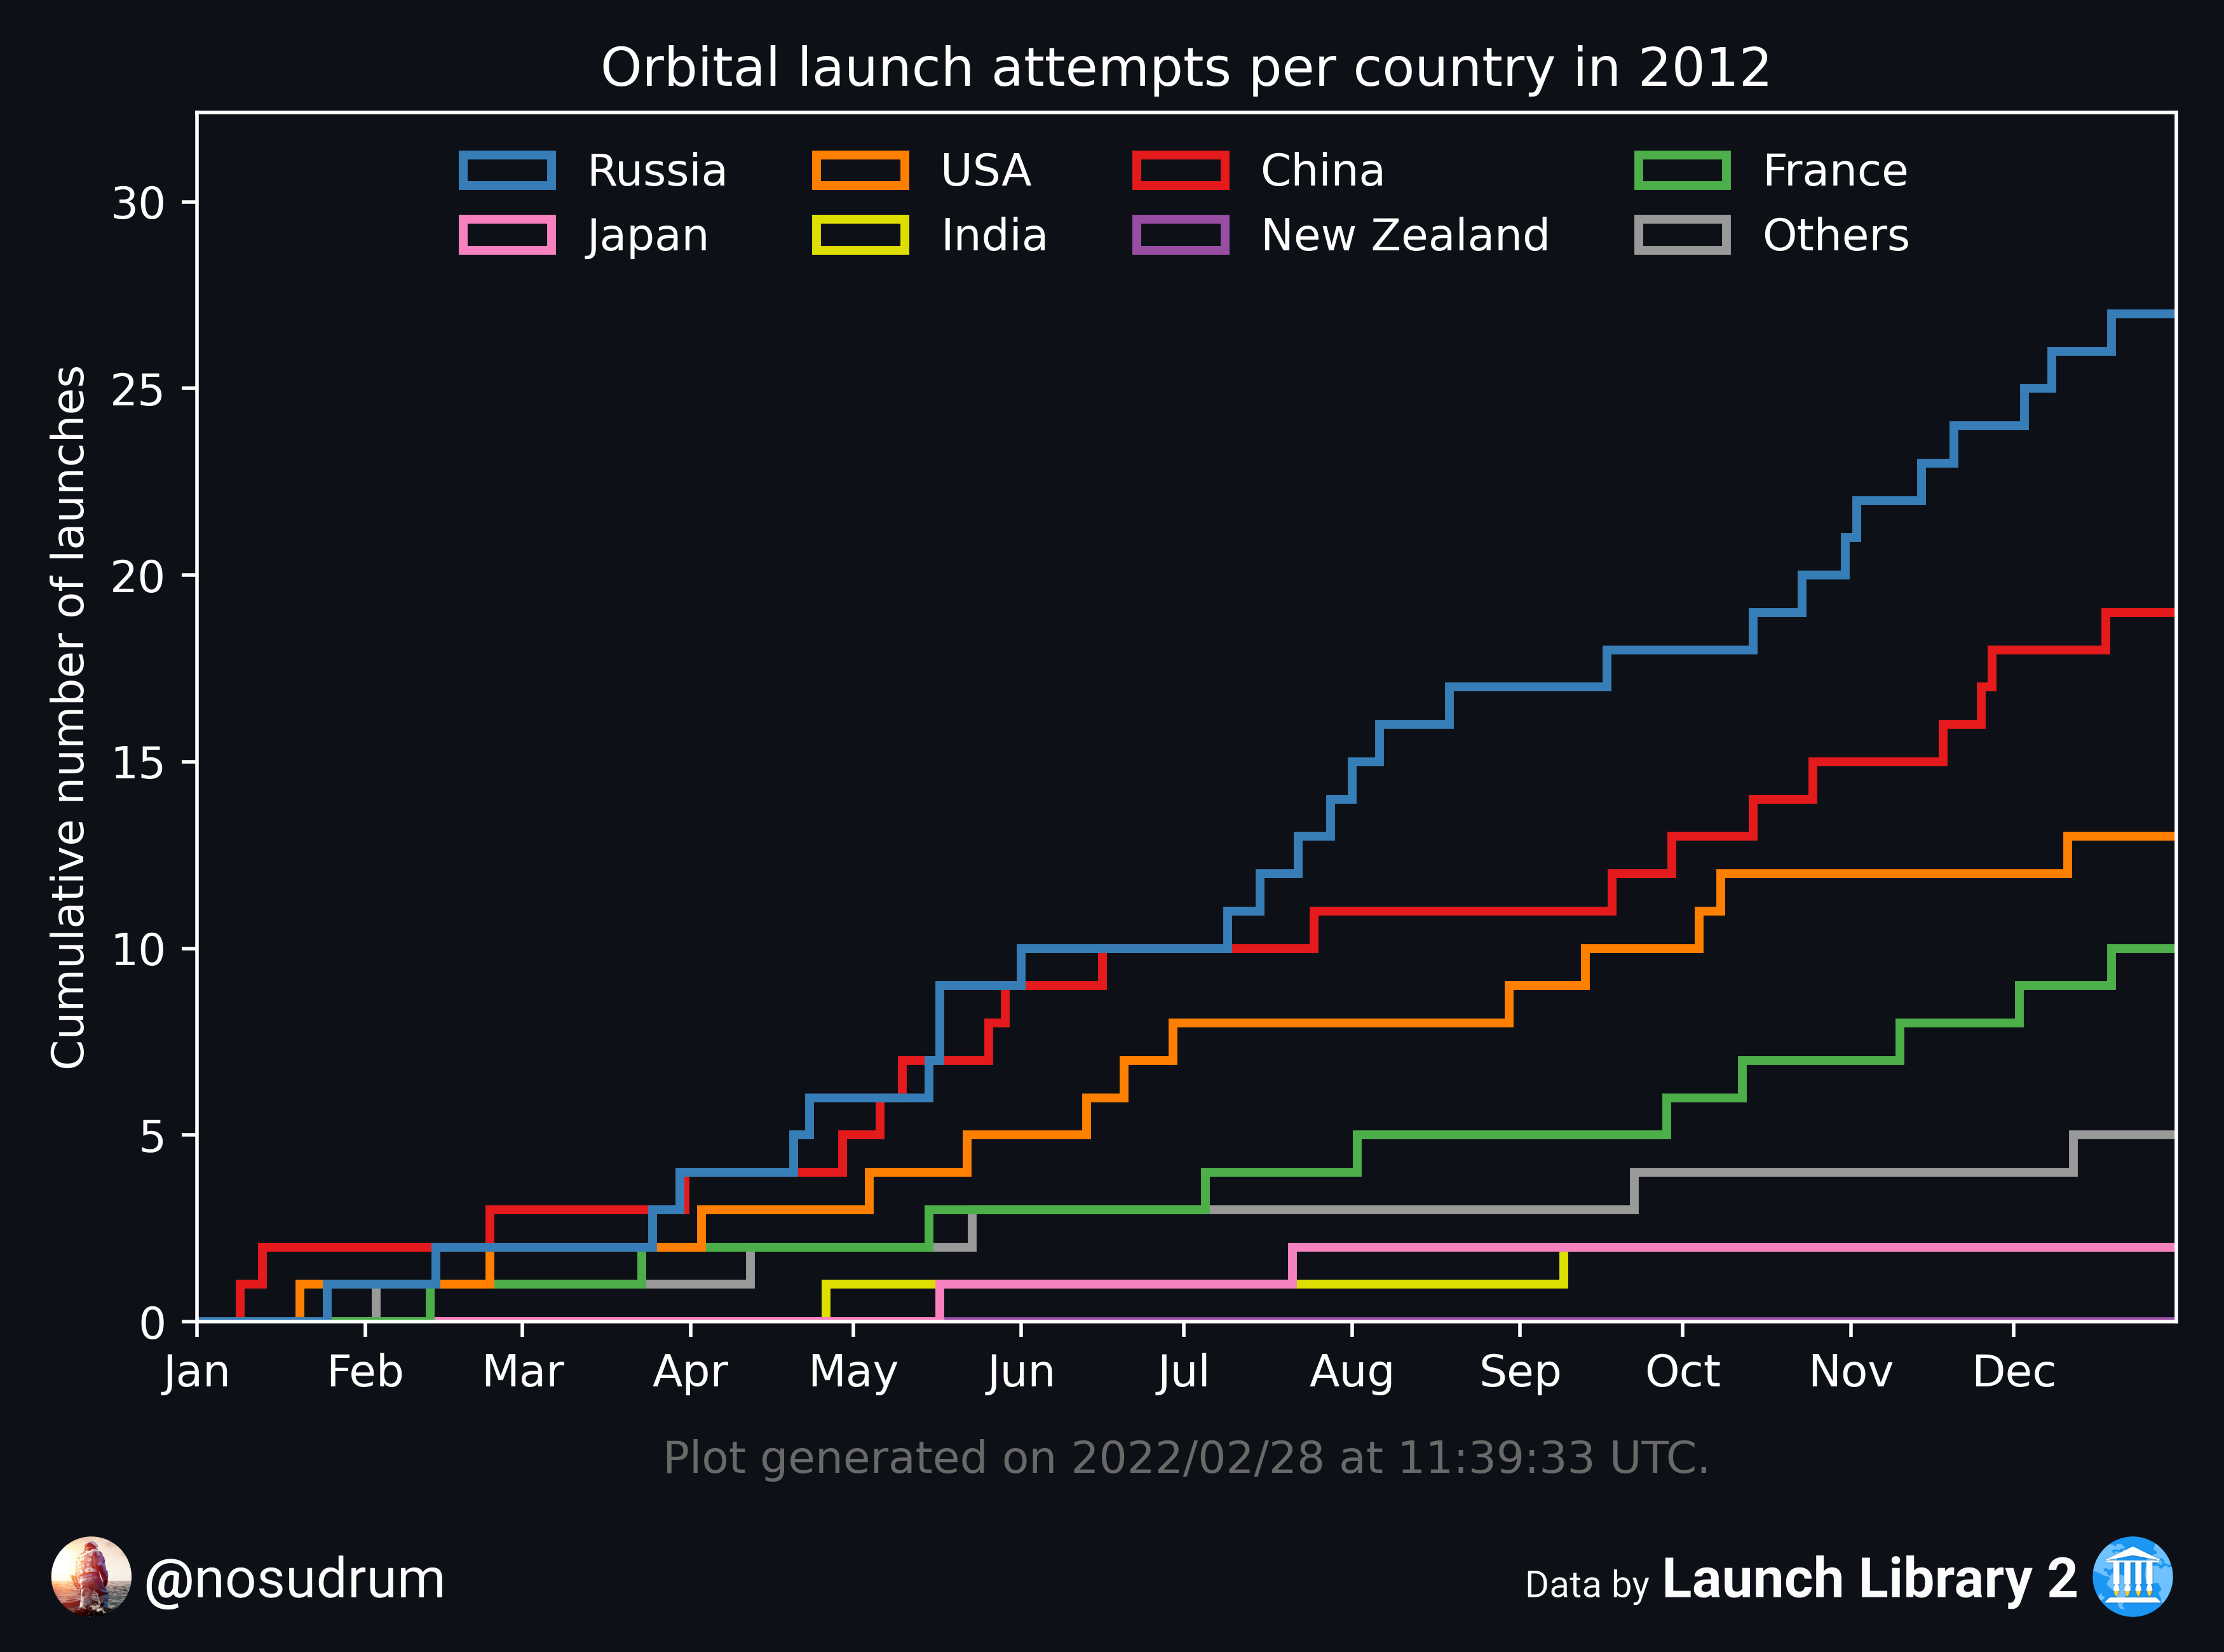 Orbital launch attempts per country in 2012
Russia USA China France
Japan India New Zealand Others
Cumulative number of launches
30
25
20
15
10
5
0
Jan Feb Mar Apr May Jun Jul Aug Sep Oct Nov Dec
Plot generated on 2022/02/28 at 11:39:33 UTC.
@nosudrum
Data by Launch Library 2